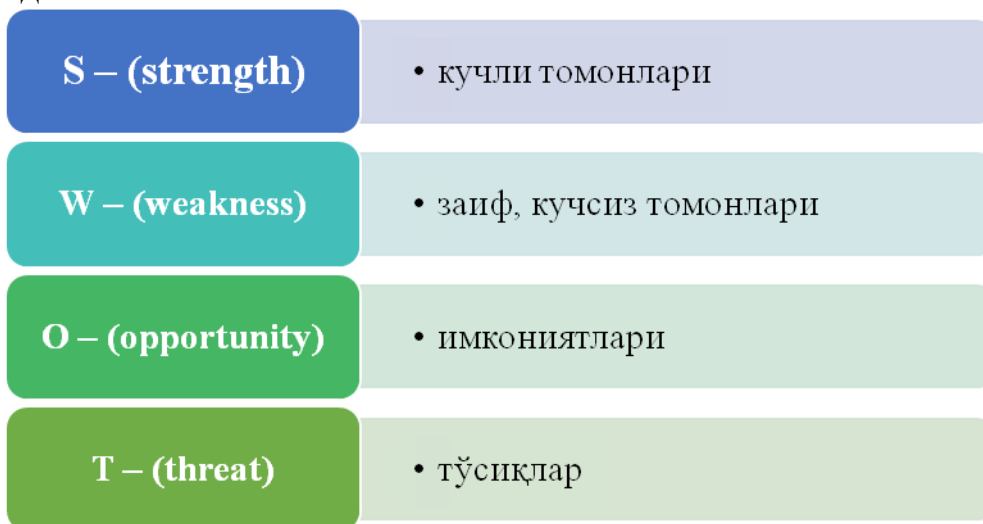 S – (strength)
• кучли томонлари
W – (weakness)
• заиф, кучсиз томонлари
O – (opportunity)
• имкониятлари
T – (threat)
• тўсиқлар